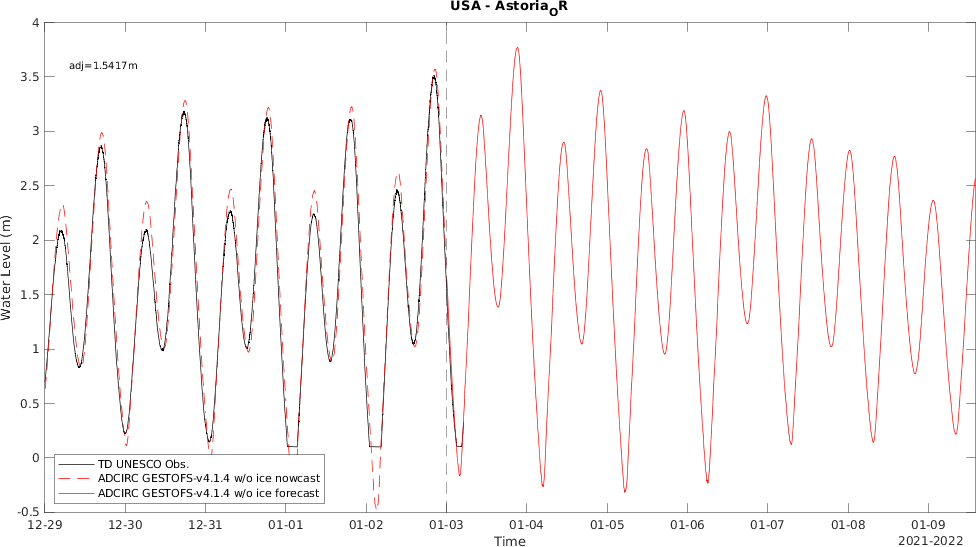 USA - AstoriaOR
adj=1.5417m
4
3.5
3
2.5
2
1.5
1
0.5
0
-0.5
Water Level (m)
TD UNESCO Obs.
ADCIRC GESTOFS-v4.1.4 w/o ice nowcast
ADCIRC GESTOFS-v4.1.4 w/o ice forecast
12-29 12-30 12-31 01-01 01-02 01-03 01-04 01-05 01-06 01-07 01-08 01-09
Time
2021-2022